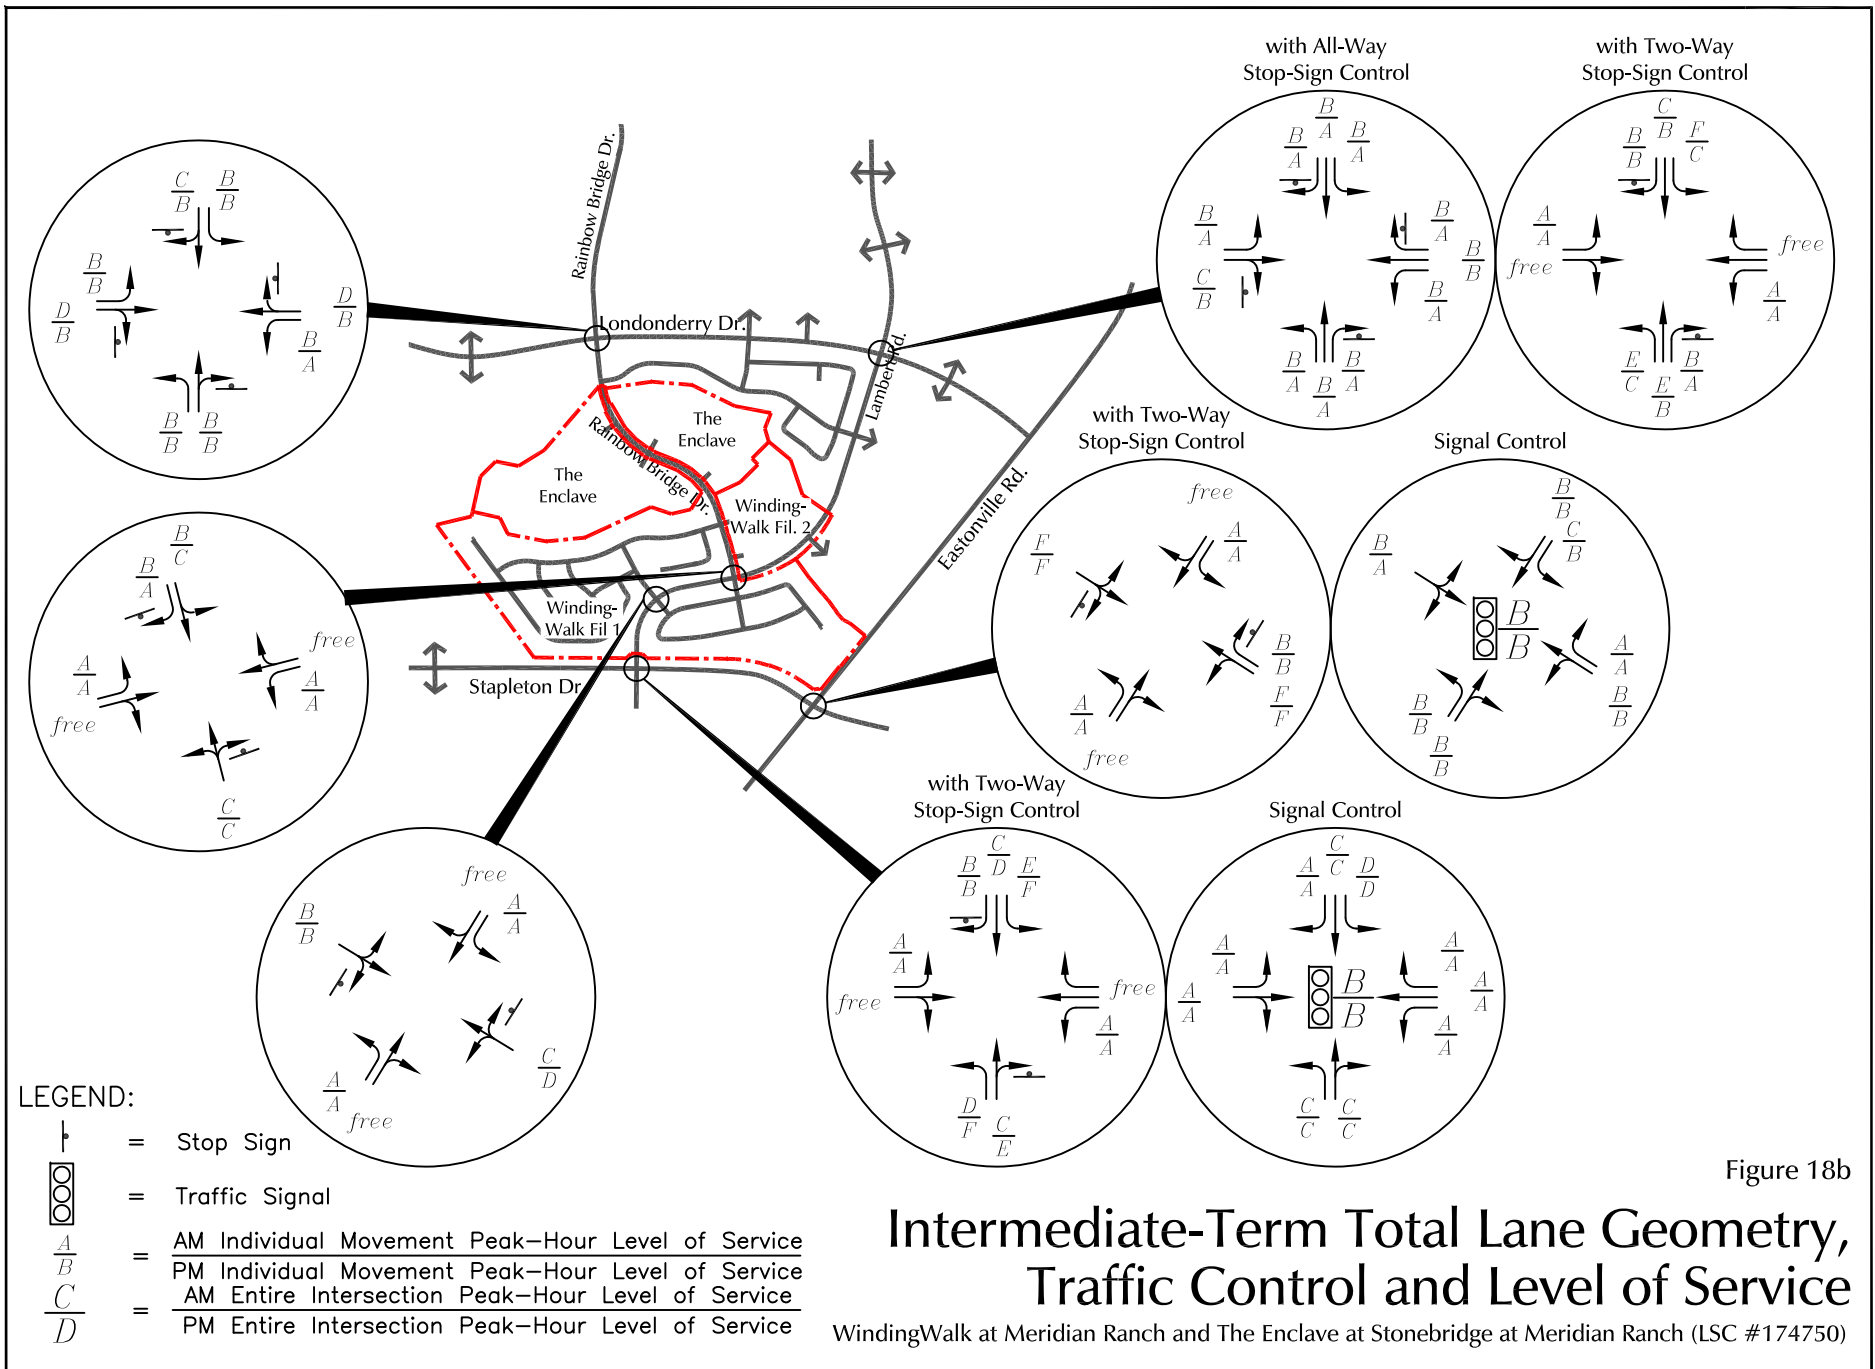 with All-Way
Stop-Sign Control
B
A
B
A
B
A
B
A
C
B
B
A
B
B
B
A
B
A
B
A
B
A
with Two-Way
Stop-Sign Control
C
B
B
B
F
C
A
A
free
free
A
A
E
C
E
B
B
A
C
B
B
B
B
B
D
B
D
B
B
A
B
B
B
B
Rainbow Bridge Dr.
Londonderry Dr.
Lambert Rd.
Eastonville Rd.
The
Enclave
Rainbow Bridge Dr.
The
Enclave
Winding-
Walk Fil. 2
Winding-
Walk Fil 1
Stapleton Dr
with Two-Way
Stop-Sign Control
free
A
A
F
F
B
B
F
F
A
A
free
Signal Control
B
B
C
B
B
A
B
B
A
A
B
B
B
B
B
B
B
C
B
A
free
A
A
A
A
free
C
C
free
A
A
B
B
C
D
A
A
free
with Two-Way
Stop-Sign Control
C
D
B
B
E
F
A
A
free
free
A
A
D
F
C
E
Signal Control
C
C
A
A
D
D
A
A
A
A
B
B
A
A
A
A
A
A
C
C
C
C
LEGEND:
= Stop Sign
= Traffic Signal
A
B
= AM Individual Movement Peak-Hour Level of Service
PM Individual Movement Peak-Hour Level of Service
C
D
= AM Entire Intersection Peak-Hour Level of Service
PM Entire Intersection Peak-Hour Level of Service
Figure 18b
Intermediate-Term Total Lane Geometry,
Traffic Control and Level of Service
WindingWalk at Meridian Ranch and The Enclave at Stonebridge at Meridian Ranch (LSC #174750)